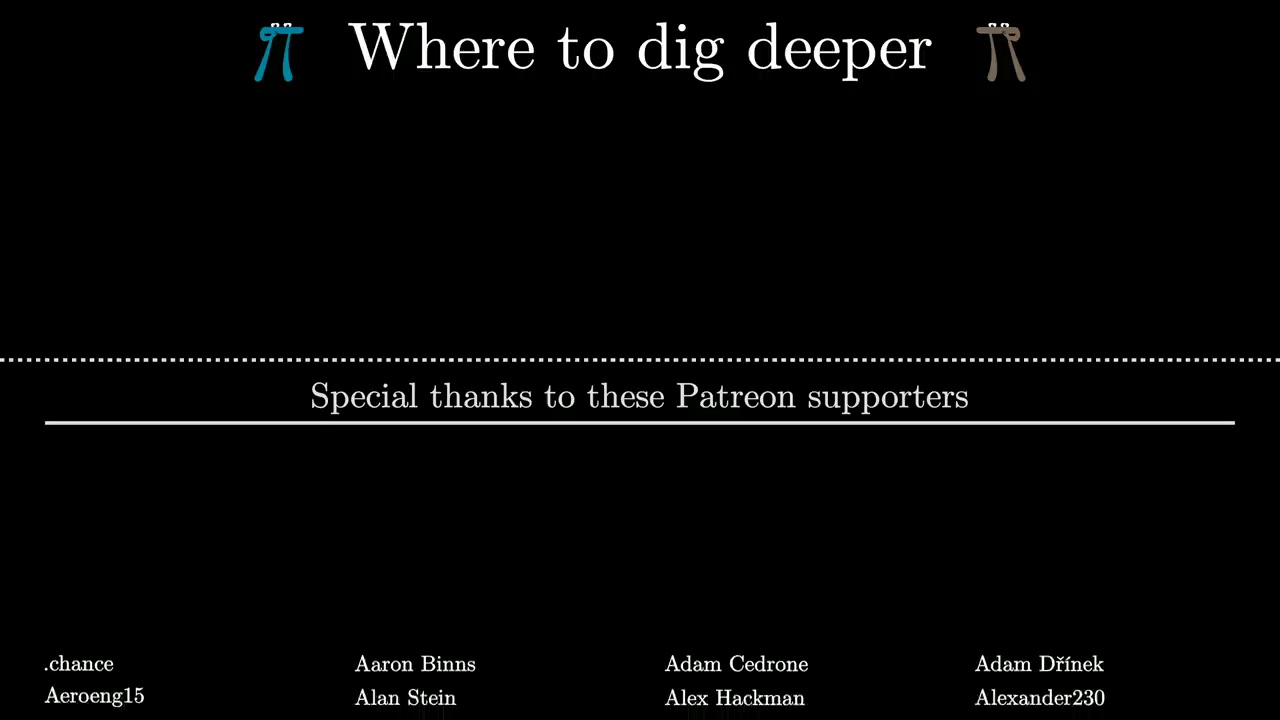 Where to dig deeper
Special thanks to these Patreon supporters
.chance Aaron Binns Adam Cedrone Adam Dřínek
Aeroeng15 Alan Stein Alex Hackman Alexander230